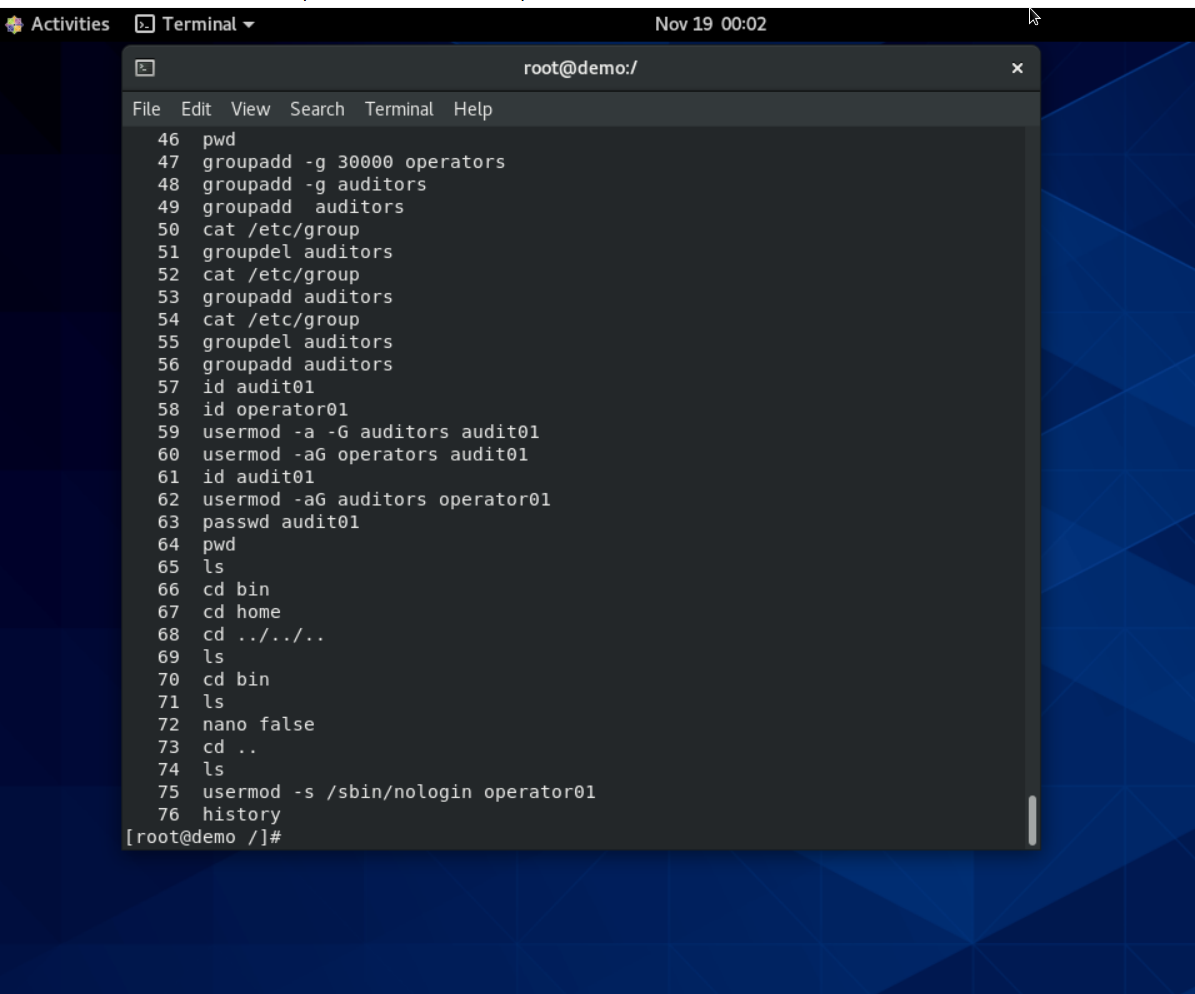 Activities Terminal Nov 19 00:02
root@demo:/
File Edit View Search Terminal Help
46 pwd
47 groupadd -g 30000 operators
48 groupadd -g auditors
49 groupadd  auditors
50 cat /etc/group
51 groupdel auditors
52 cat /etc/group
53 groupadd auditors
54 cat /etc/group
55 groupdel auditors
56 groupadd auditors
57 id audit01
58 id operator01
59 usermod -a -G auditors audit01
60 usermod -aG operators audit01
61 id audit01
62 usermod -aG auditors operator01
63 passwd audit01
64 pwd
65 ls
66 cd bin
67 cd home
68 cd ../../..
69 ls
70 cd bin
71 ls
72 nano false
73 cd ..
74 ls
75 usermod -s /sbin/nologin operator01
76 history
[root@demo /]#